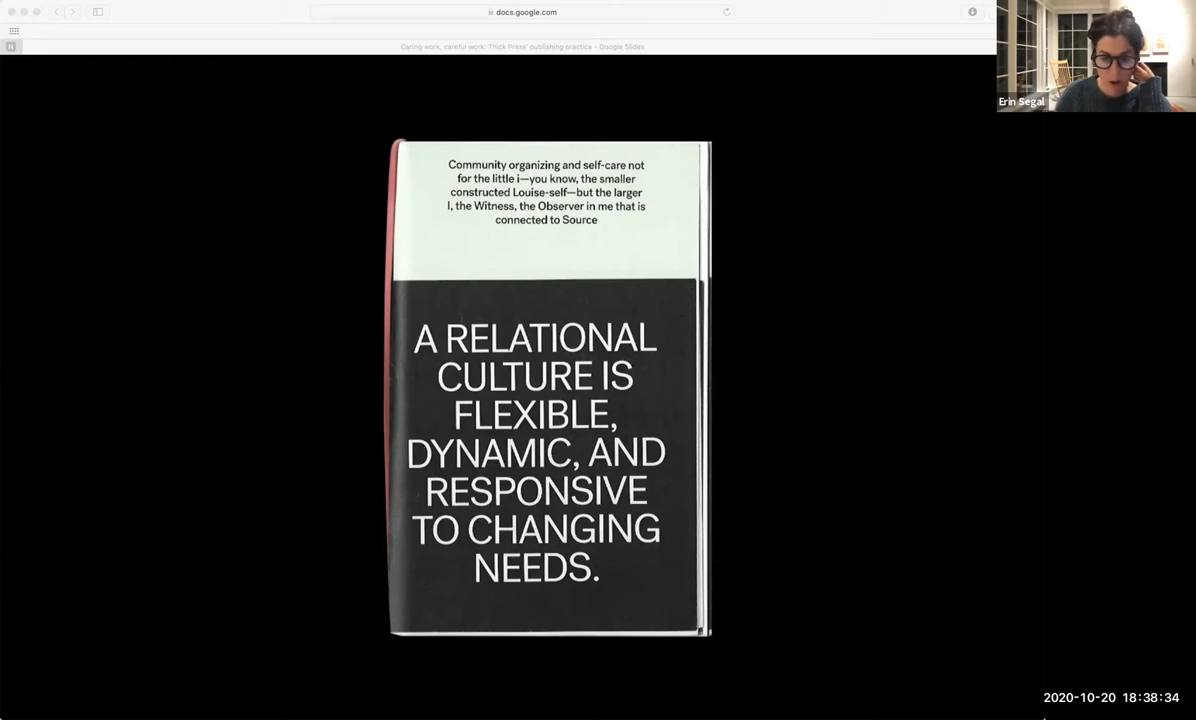 docs.google.com
Caring work, careful work: Thick Press' publishing practice - Google Slides
N
Erin Segal
Community organizing and self-care not
for the little i—you know, the smaller
constructed Louise-self—but the larger
I, the Witness, the Observer in me that is
connected to Source
A RELATIONAL
CULTURE IS
FLEXIBLE,
DYNAMIC, AND
RESPONSIVE
TO CHANGING
NEEDS.
2020-10-20 18:38:34